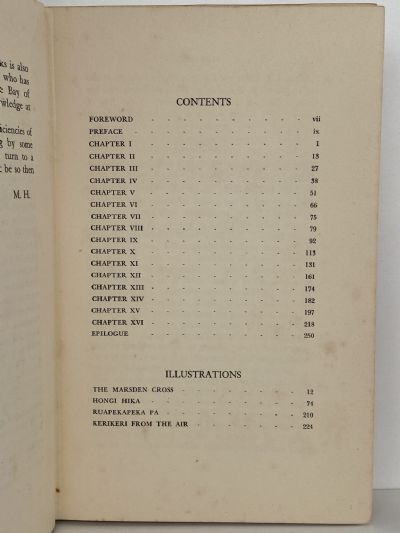 ks is also
who has
e Bay of
wledge at
iciencies of
g by some
turn to a
t be so then
M. H.
CONTENTS
FOREWORD - - - - - - - - - vii
PREFACE - - - - - - - - - ix
CHAPTER I - - - - - - - - - 1
CHAPTER II - - - - - - - - - 13
CHAPTER III - - - - - - - - - 27
CHAPTER IV - - - - - - - - - 38
CHAPTER V - - - - - - - - - 51
CHAPTER VI - - - - - - - - - 66
CHAPTER VII - - - - - - - - - 75
CHAPTER VIII - - - - - - - - - 79
CHAPTER IX - - - - - - - - - 92
CHAPTER X - - - - - - - - - 113
CHAPTER XI - - - - - - - - - 131
CHAPTER XII - - - - - - - - - 161
CHAPTER XIII - - - - - - - - - 174
CHAPTER XIV - - - - - - - - - 182
CHAPTER XV - - - - - - - - - 197
CHAPTER XVI - - - - - - - - - 218
EPILOGUE - - - - - - - - - 250
ILLUSTRATIONS
THE MARSDEN CROSS - - - - - - - 12
HONGI HIKA - - - - - - - - 74
RUAPEKAPEKA PA - - - - - - - 210
KERIKERI FROM THE AIR - - - - - - 224